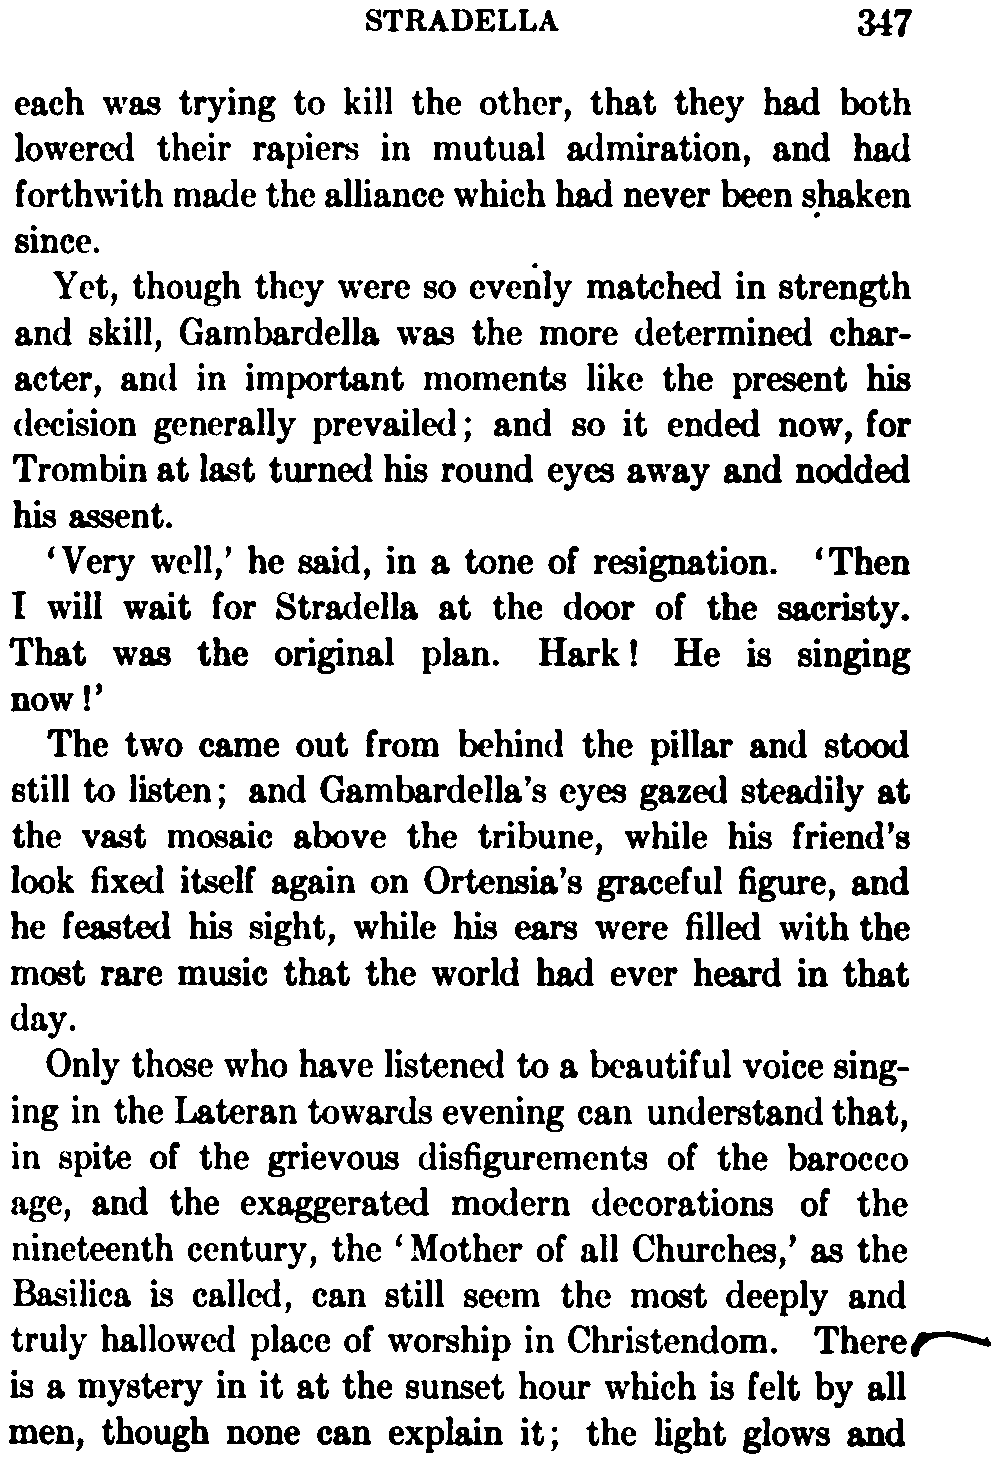 STRADELLA 347
each was trying to kill the other, that they had both
lowered their rapiers in mutual admiration, and had
forthwith made the alliance which had never been shaken
since.
Yet, though they were so evenly matched in strength
and skill, Gambardella was the more determined char-
acter, and in important moments like the present his
decision generally prevailed; and so it ended now, for
Trombin at last turned his round eyes away and nodded
his assent.
‘Very well,’ he said, in a tone of resignation. ‘Then
I will wait for Stradella at the door of the sacristy.
That was the original plan. Hark! He is singing
now!’
The two came out from behind the pillar and stood
still to listen; and Gambardella’s eyes gazed steadily at
the vast mosaic above the tribune, while his friend’s
look fixed itself again on Ortensia’s graceful figure, and
he feasted his sight, while his ears were filled with the
most rare music that the world had ever heard in that
day.
Only those who have listened to a beautiful voice sing-
ing in the Lateran towards evening can understand that,
in spite of the grievous disfigurements of the barocco
age, and the exaggerated modern decorations of the
nineteenth century, the ‘Mother of all Churches,’ as the
Basilica is called, can still seem the most deeply and
truly hallowed place of worship in Christendom. There
is a mystery in it at the sunset hour which is felt by all
men, though none can explain it; the light glows and